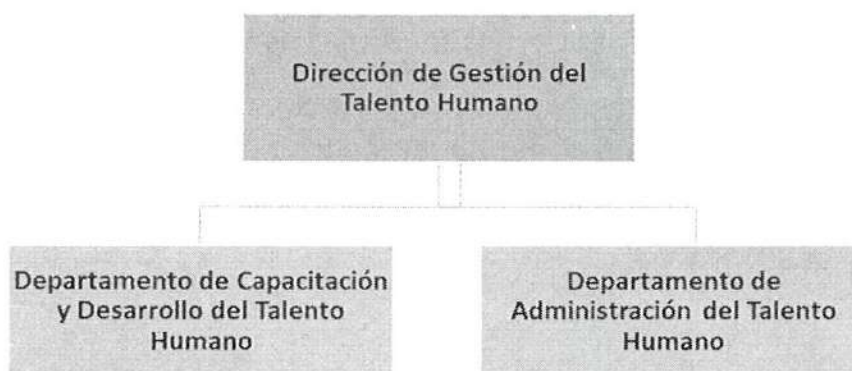 Dirección de Gestión del
Talento Humano
Departamento de Capacitación
y Desarrollo del Talento
Humano
Departamento de
Administración del Talento
Humano